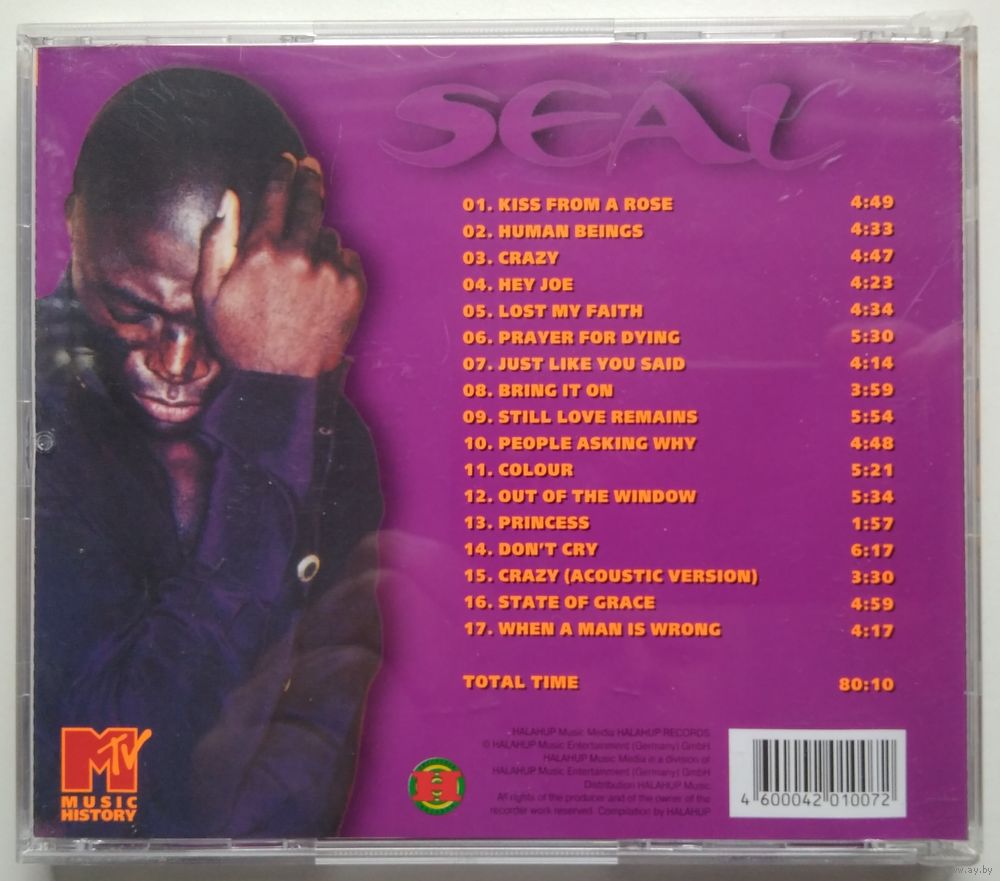 SEAL
01. KISS FROM A ROSE 4:49
02. HUMAN BEINGS 4:33
03. CRAZY 4:47
04. HEY JOE 4:23
05. LOST MY FAITH 4:34
06. PRAYER FOR DYING 5:30
07. JUST LIKE YOU SAID 4:14
08. BRING IT ON 3:59
09. STILL LOVE REMAINS 5:54
10. PEOPLE ASKING WHY 4:48
11. COLOUR 5:21
12. OUT OF THE WINDOW 5:34
13. PRINCESS 1:57
14. DON'T CRY 6:17
15. CRAZY (ACOUSTIC VERSION) 3:30
16. STATE OF GRACE 4:59
17. WHEN A MAN IS WRONG 4:17
TOTAL TIME 80:10
MTV
MUSIC
HISTORY
H
HALAHUP Music Media HALAHUP RECORDS
© HALAHUP Music Entertainment (Germany) GmbH
HALAHUP Music Media is a division of
HALAHUP Music Entertainment (Germany) GmbH
Distribution HALAHUP Music
All rights of the producer and of the owner of the
recorder work reserved. Compilation by HALAHUP
4 600042 010072
www.ay.by